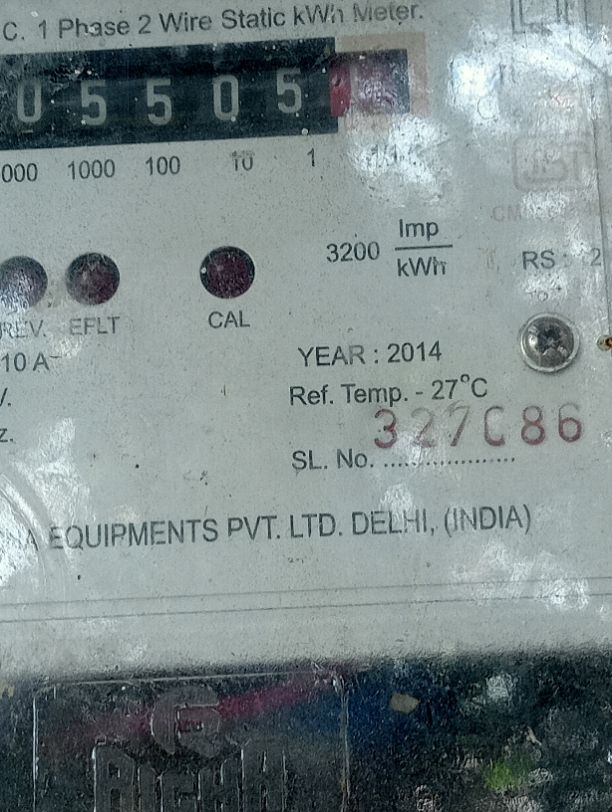 C. 1 Phase 2 Wire Static kWh Meter.
0 5 5 0 5
000 1000 100 10 1
3200 Imp
kWh
RS : 2
REV. EFLT CAL
10 A
YEAR : 2014
Ref. Temp. - 27°C
327C86
SL. No. ....................
EQUIPMENTS PVT. LTD. DELHI, (INDIA)